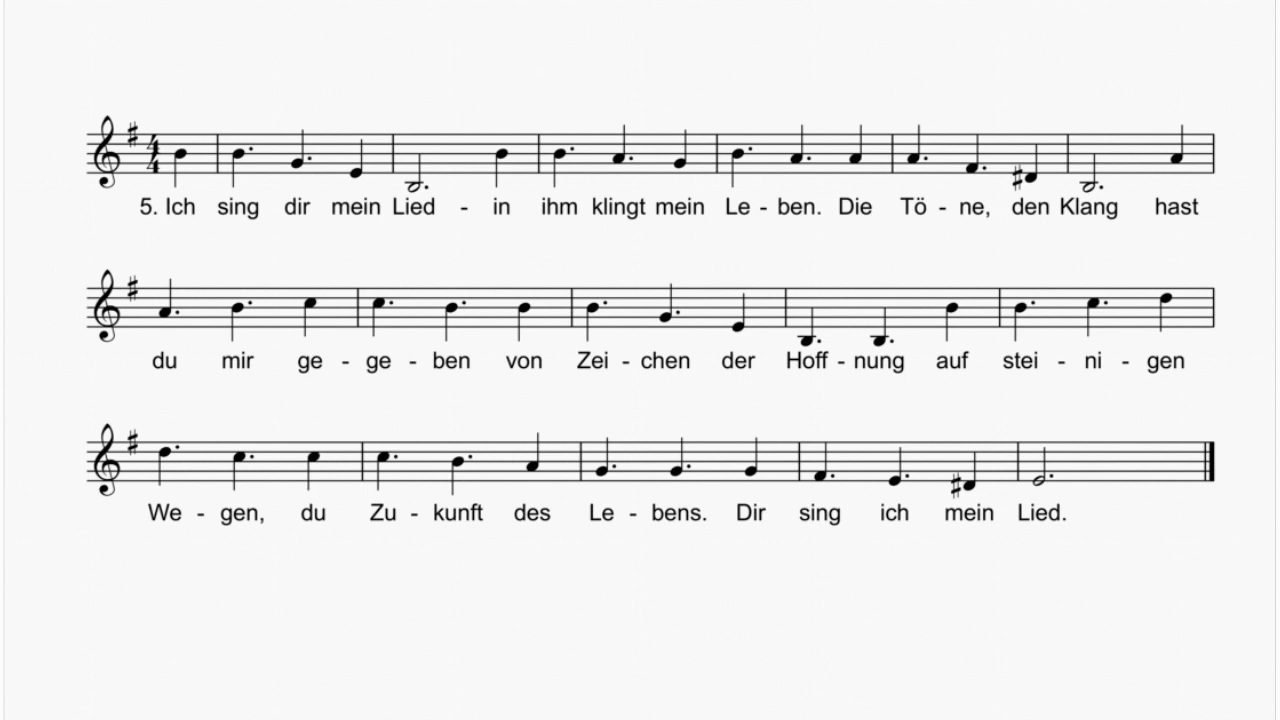 5. Ich sing dir mein Lied - in ihm klingt mein Le - ben. Die Tö - ne, den Klang hast
du mir ge - ge - ben von Zei - chen der Hoff - nung auf stei - ni - gen
We - gen, du Zu - kunft des Le - bens. Dir sing ich mein Lied.